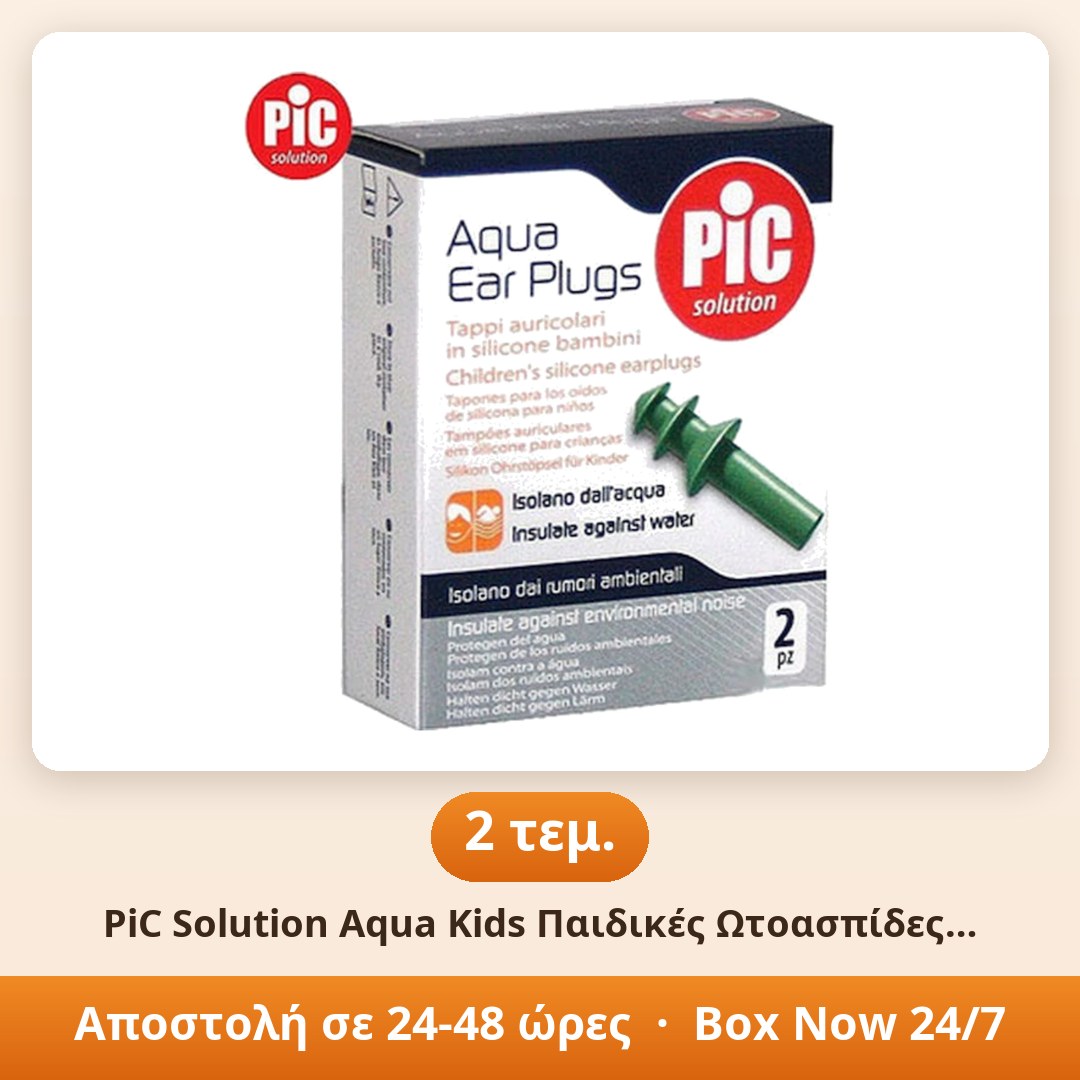 PiC
solution
PiC
solution
Aqua
Ear Plugs
Tappi auricolari
in silicone bambini
Children's silicone earplugs
Tapones para los oidos
de silicona para niños
Tampões auriculares
em silicone para crianças
Silikon Ohrstöpsel für Kinder
Isolano dall'acqua
Insulate against water
Isolano dai rumori ambientali
Insulate against environmental noise
Protegen del agua
Protegen de los ruidos ambientales
Isolam contra a água
Isolam dos ruidos ambientais
Halten dicht gegen Wasser
Halten dicht gegen Lärm
2
pz
2 τεμ.
PiC Solution Aqua Kids Παιδικές Ωτοασπίδες...
Αποστολή σε 24-48 ώρες · Box Now 24/7